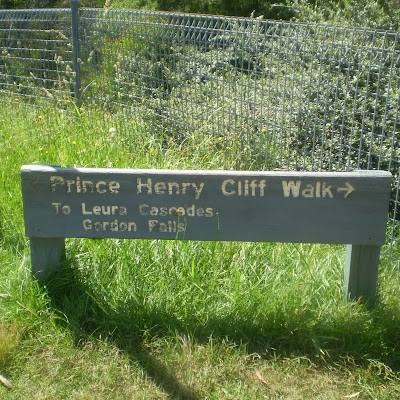 Prince Henry Cliff Walk →
To Leura Cascades
Gordon Falls